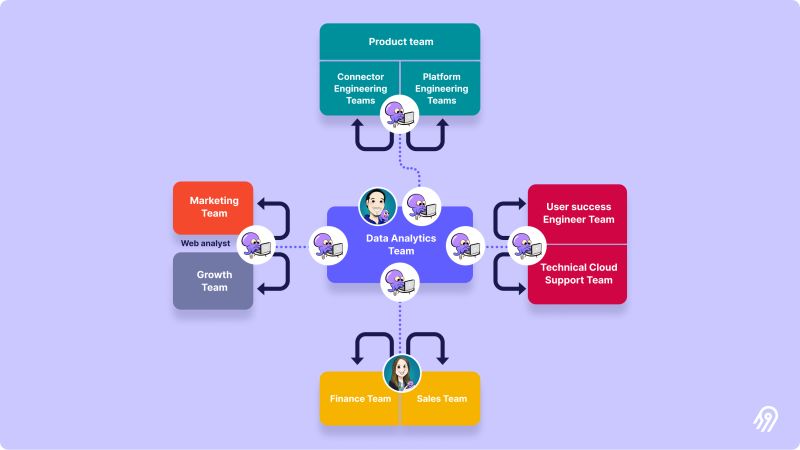 Product team
Connector
Engineering
Teams
Platform
Engineering
Teams
Marketing
Team
Web analyst
Growth
Team
Data Analytics
Team
User success
Engineer Team
Technical Cloud
Support Team
Finance Team
Sales Team